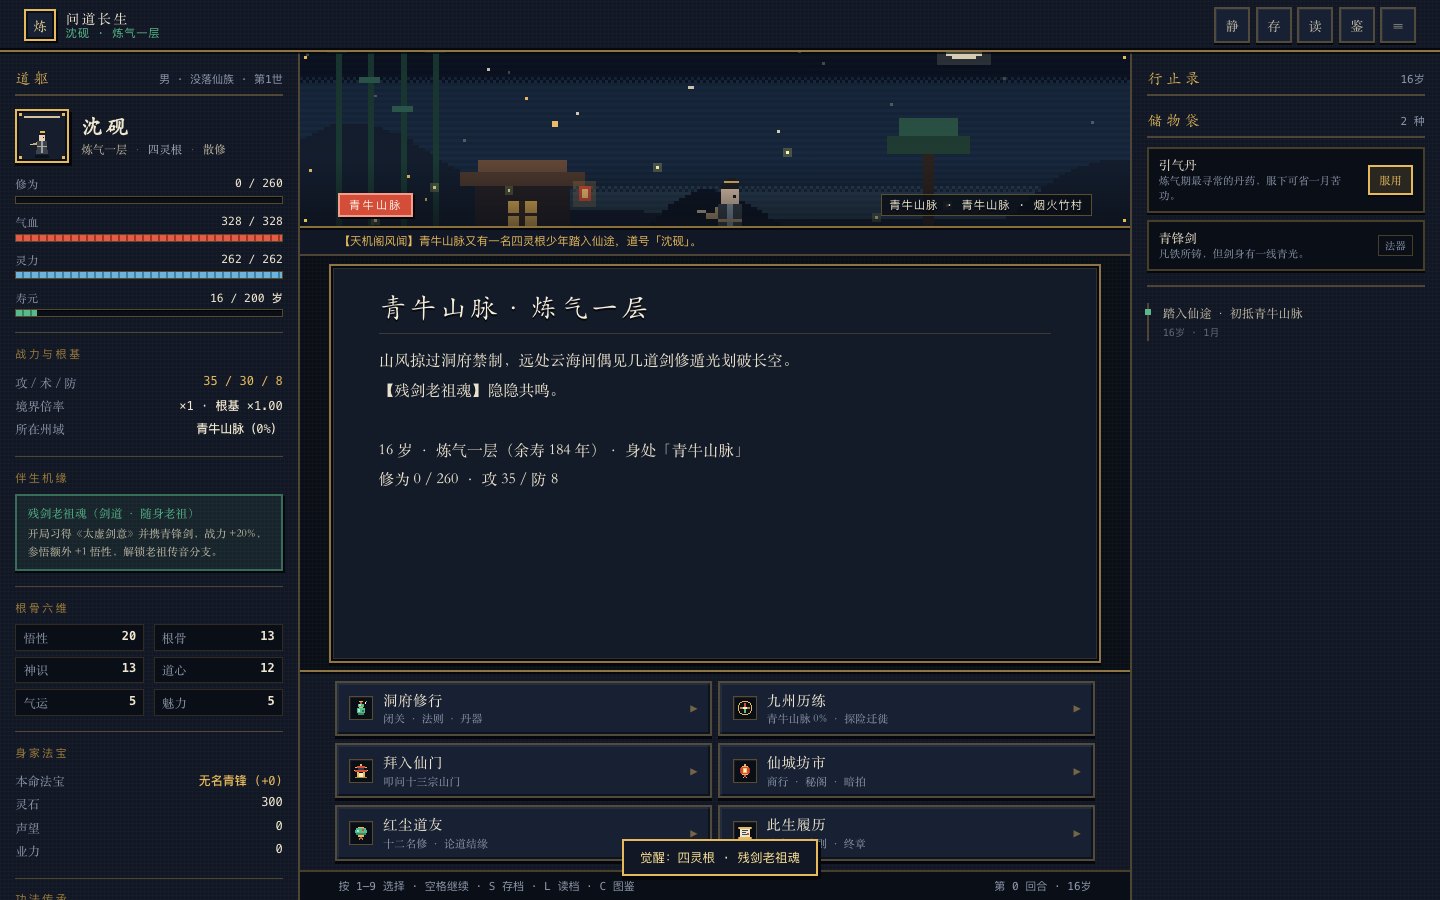 炼
问道长生
沈砚 · 炼气一层
静 存 读 鉴 ≡
道躯
男 · 没落仙族 · 第1世
沈砚
炼气一层 · 四灵根 · 散修
修为 0 / 260
气血 328 / 328
灵力 262 / 262
寿元 16 / 200 岁
战力与根基
攻 / 术 / 防 35 / 30 / 8
境界倍率 ×1 · 根基 ×1.00
所在州域 青牛山脉 (0%)
伴生机缘
残剑老祖魂（剑道 · 随身老祖）
开局习得《太虚剑意》并携青锋剑，战力 +20%，
参悟额外 +1 悟性，解锁老祖传音分支。
根骨六维
悟性 20 根骨 13
神识 13 道心 12
气运 5 魅力 5
身家法宝
本命法宝 无名青锋 (+0)
灵石 300
声望 0
业力 0
青牛山脉
青牛山脉 · 青牛山脉 · 烟火竹村
【天机阁风闻】青牛山脉又有一名四灵根少年踏入仙途，道号「沈砚」。
青牛山脉 · 炼气一层
山风掠过洞府禁制，远处云海间偶见几道剑修遁光划破长空。
【残剑老祖魂】隐隐共鸣。
16 岁 · 炼气一层（余寿 184 年） · 身处「青牛山脉」
修为 0 / 260 · 攻 35 / 防 8
洞府修行
闭关 · 法则 · 丹器
九州历练
青牛山脉 0% · 探险迁徙
拜入仙门
叩问十三宗山门
仙城坊市
商行 · 秘阁 · 暗拍
红尘道友
十二名修 · 论道结缘
此生履历
· 终章
觉醒：四灵根 · 残剑老祖魂
按 1—9 选择 · 空格继续 · S 存档 · L 读档 · C 图鉴
第 0 回合 · 16岁
行止录 16岁
储物袋 2 种
引气丹
炼气期最寻常的丹药，服下可省一月苦
功。
服用
青锋剑
凡铁所铸，但剑身有一线青光。
法器
踏入仙途 · 初抵青牛山脉
16岁 · 1月